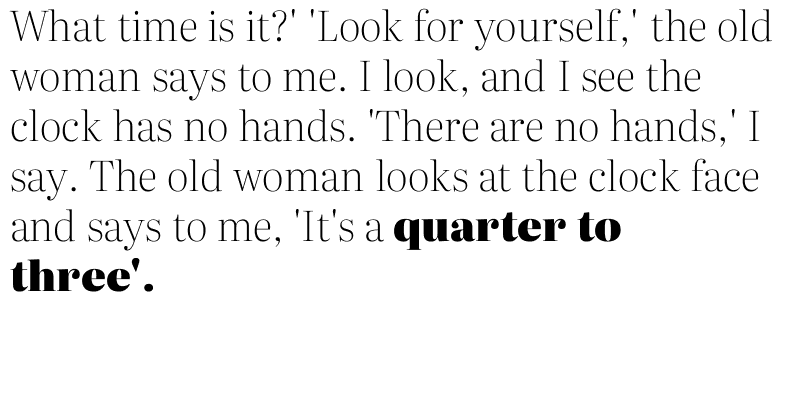 What time is it?' 'Look for yourself,' the old
woman says to me. I look, and I see the
clock has no hands. 'There are no hands,' I
say. The old woman looks at the clock face
and says to me, 'It's a quarter to
three'.